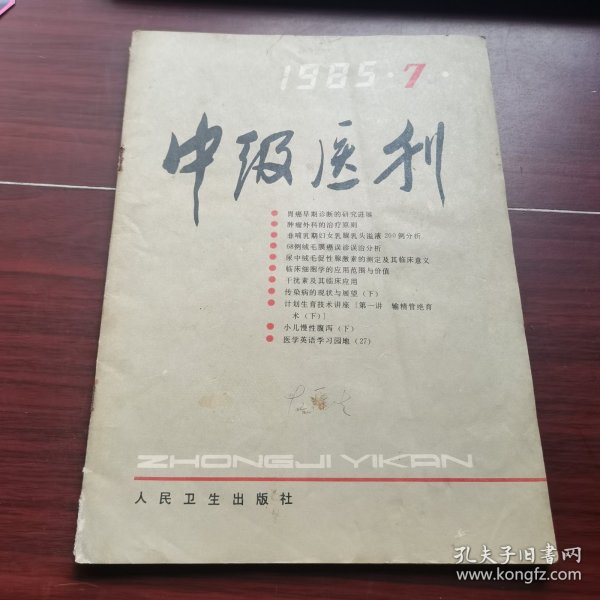 1985·7·
中级医刊
胃癌早期诊断的研究进展
肿瘤外科的治疗原则
非哺乳期妇女乳腺乳头溢液200例分析
68例绒毛膜癌误诊误治分析
尿中绒毛促性腺激素的测定及其临床意义
临床细胞学的应用范围与价值
干扰素及其临床应用
传染病的现状与展望（下）
计划生育技术讲座〔第一讲 输精管绝育
术（下）〕
小儿慢性腹泻（下）
医学英语学习园地（27）
ZHONGJI YIKAN
人民卫生出版社
孔夫子旧书网
www.kongfz.com